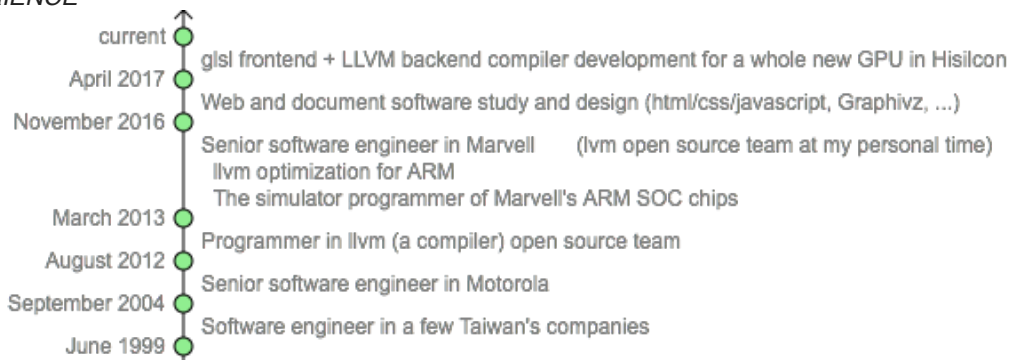 current
glsl frontend + LLVM backend compiler development for a whole new GPU in Hisilcon
April 2017
Web and document software study and design (html/css/javascript, Graphivz, ...)
November 2016
Senior software engineer in Marvell (lvm open source team at my personal time)
llvm optimization for ARM
The simulator programmer of Marvell's ARM SOC chips
March 2013
Programmer in llvm (a compiler) open source team
August 2012
Senior software engineer in Motorola
September 2004
Software engineer in a few Taiwan's companies
June 1999